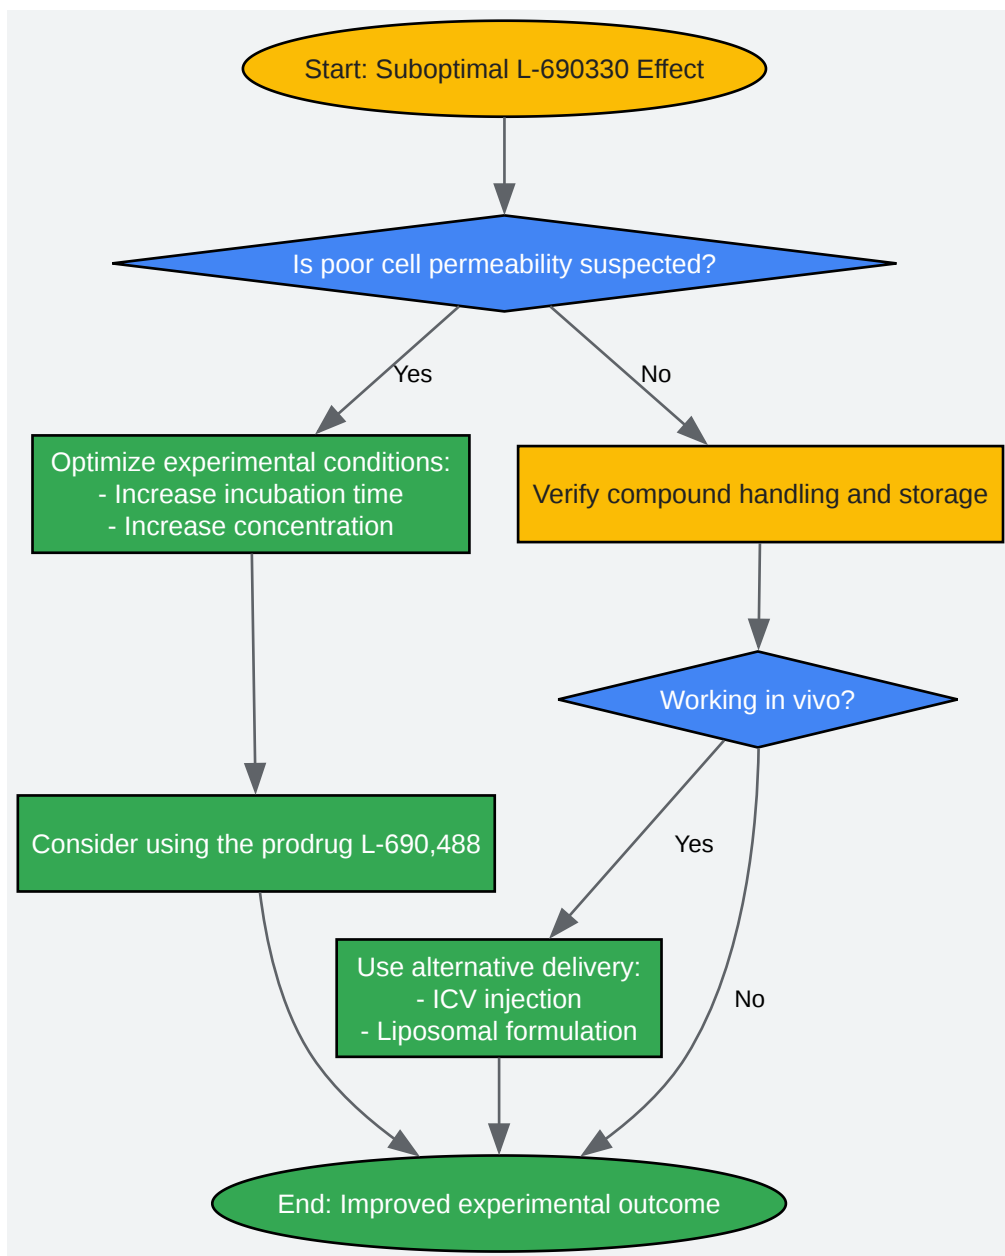 Start: Suboptimal L-690330 Effect
Is poor cell permeability suspected?
Yes
No
Optimize experimental conditions:
- Increase incubation time
- Increase concentration
Verify compound handling and storage
Working in vivo?
Consider using the prodrug L-690,488
Yes
Use alternative delivery:
- ICV injection
- Liposomal formulation
No
End: Improved experimental outcome